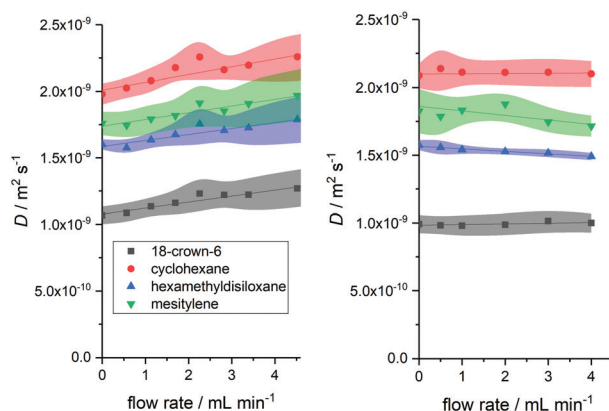 2.5x10⁻⁹
2.0x10⁻⁹
1.5x10⁻⁹
1.0x10⁻⁹
5.0x10⁻¹⁰
0.0
D / m² s⁻¹
18-crown-6
cyclohexane
hexamethyldisiloxane
mesitylene
0 1 2 3 4
flow rate / mL min⁻¹
2.5x10⁻⁹
2.0x10⁻⁹
1.5x10⁻⁹
1.0x10⁻⁹
5.0x10⁻¹⁰
0.0
D / m² s⁻¹
0 1 2 3 4
flow rate / mL min⁻¹